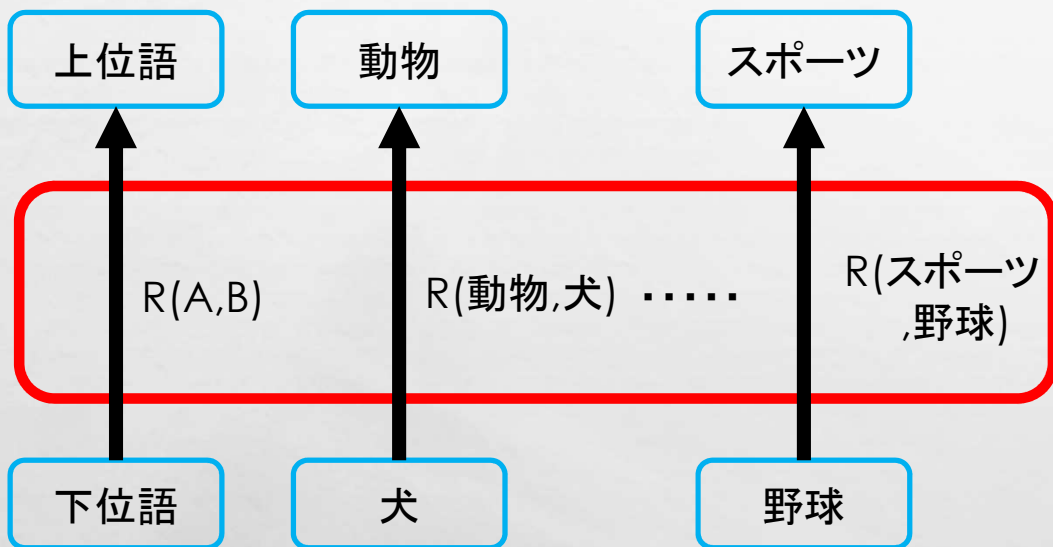 上位語
動物
スポーツ
R(A,B)
R(動物,犬)
・・・・・
R(スポーツ
,野球)
下位語
犬
野球